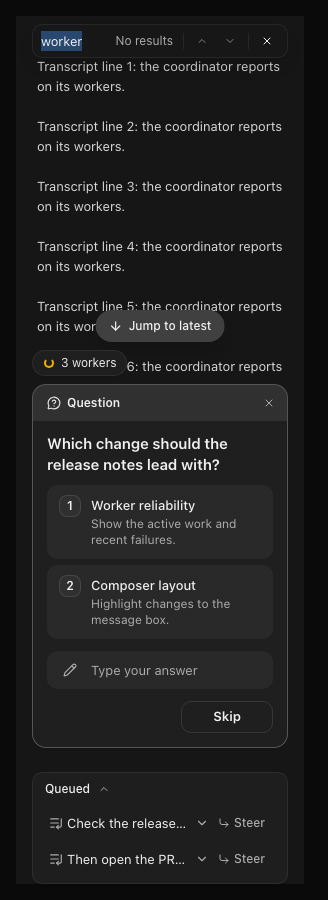 worker No results
Transcript line 1: the coordinator reports
on its workers.
Transcript line 2: the coordinator reports
on its workers.
Transcript line 3: the coordinator reports
on its workers.
Transcript line 4: the coordinator reports
on its workers.
Transcript line 5: the coordinator reports
on its wor
Jump to latest
3 workers
6: the coordinator reports
Question
Which change should the
release notes lead with?
1 Worker reliability
Show the active work and
recent failures.
2 Composer layout
Highlight changes to the
message box.
Type your answer
Skip
Queued
Check the release... Steer
Then open the PR... Steer